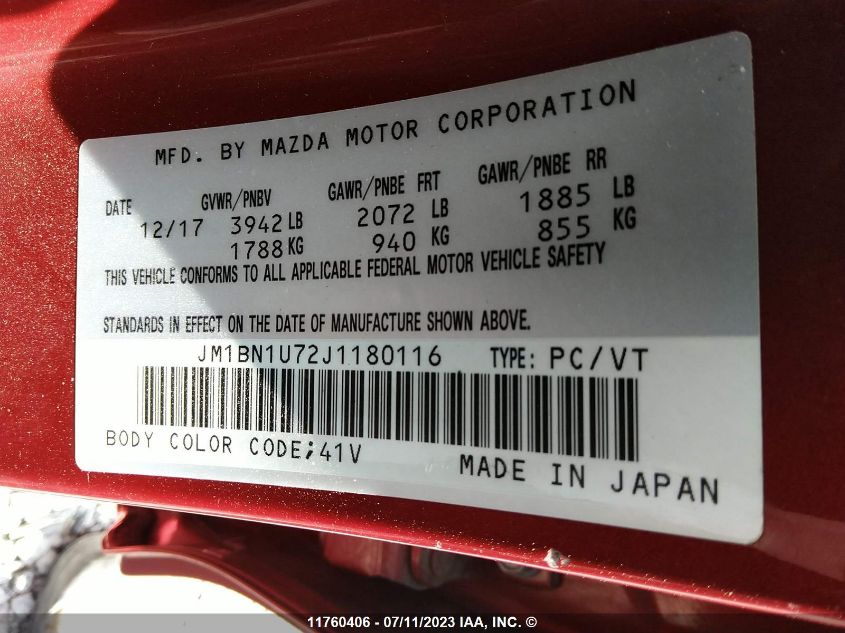 MFD. BY MAZDA MOTOR CORPORATION
DATE GVWR/PNBV GAWR/PNBE FRT GAWR/PNBE RR
12/17 3942 LB 2072 LB 1885 LB
1788 KG 940 KG 855 KG
THIS VEHICLE CONFORMS TO ALL APPLICABLE FEDERAL MOTOR VEHICLE SAFETY
STANDARDS IN EFFECT ON THE DATE OF MANUFACTURE SHOWN ABOVE.
JM1BN1U72J1180116 TYPE: PC/VT
BODY COLOR CODE;41V MADE IN JAPAN
11760406 - 07/11/2023 IAA, INC. ©